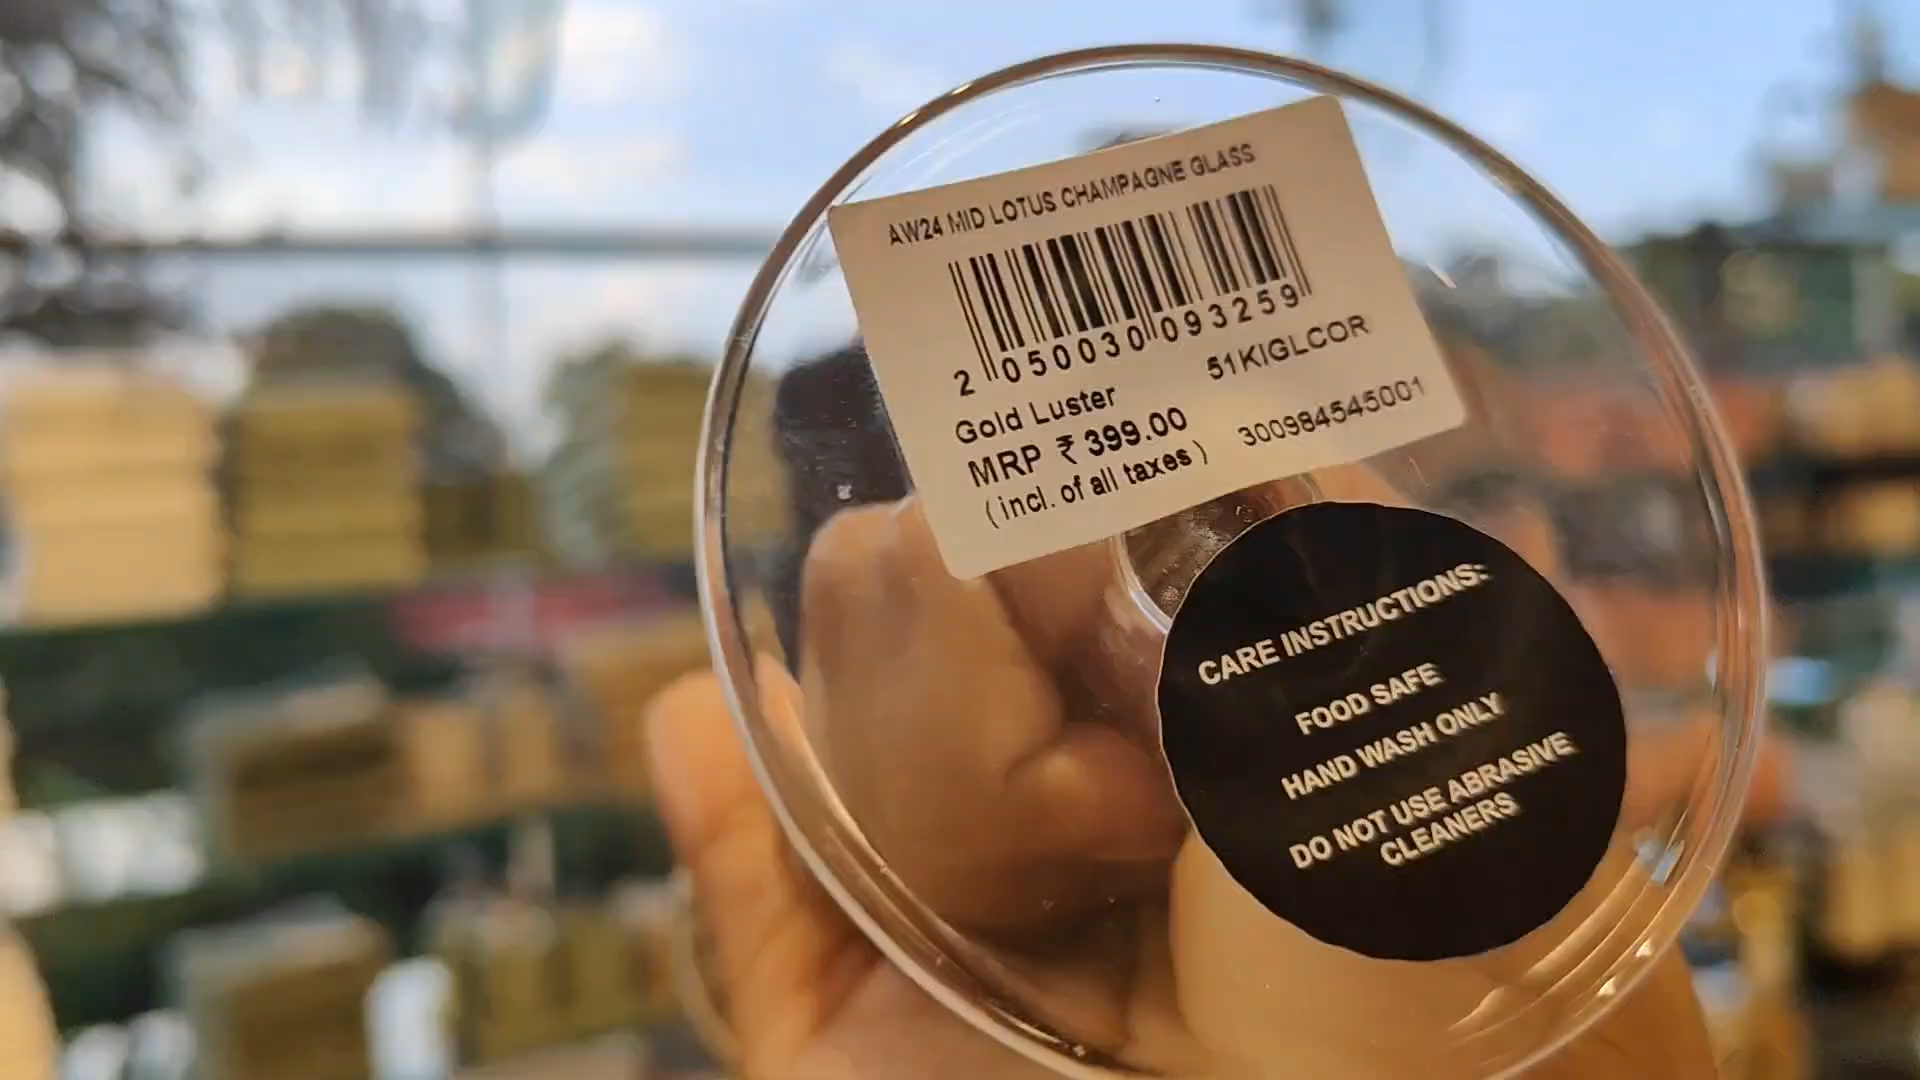 AW24 MID LOTUS CHAMPAGNE GLASS
2 050030 093259
51KIGLCOR
Gold Luster
MRP ₹ 399.00
300984545001
(incl. of all taxes)
CARE INSTRUCTIONS:
FOOD SAFE
HAND WASH ONLY
DO NOT USE ABRASIVE
CLEANERS